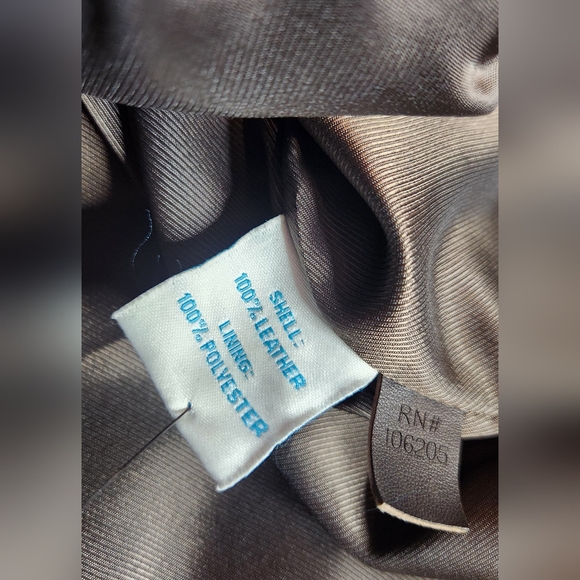 SHELL:
100% LEATHER
LINING:
100% POLYESTER
RN#
106205